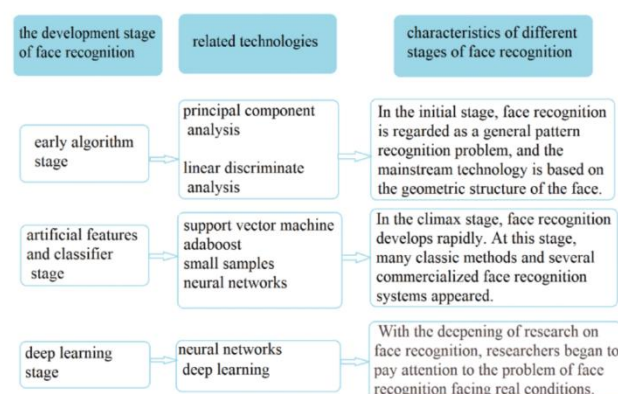 the development stage
of face recognition
related technologies
characteristics of different
stages of face recognition
early algorithm
stage
principal component
analysis
linear discriminate
analysis
In the initial stage, face recognition
is regarded as a general pattern
recognition problem, and the
mainstream technology is based on
the geometric structure of the face.
artificial features
and classifier
stage
support vector machine
adaboost
small samples
neural networks
In the climax stage, face recognition
develops rapidly. At this stage,
many classic methods and several
commercialized face recognition
systems appeared.
deep learning
stage
neural networks
deep learning
With the deepening of research on
face recognition, researchers began to
pay attention to the problem of face
recognition facing real conditions.